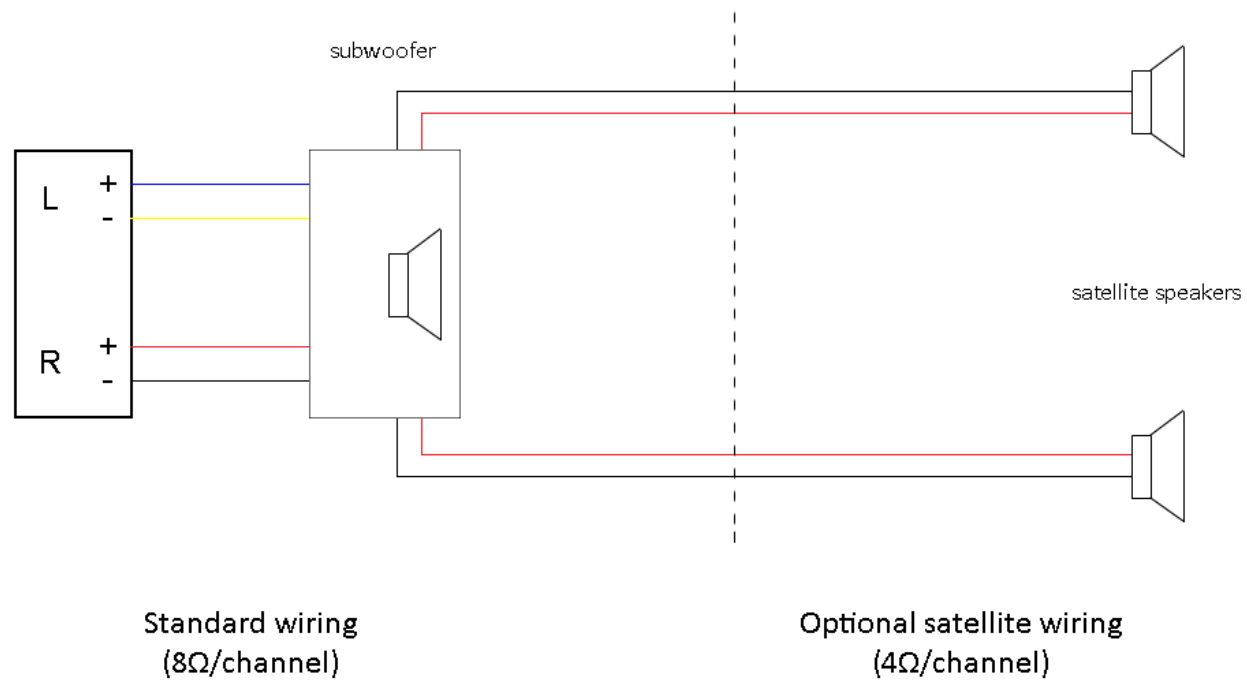 subwoofer
L + -
R + -
satellite speakers
Standard wiring
(8Ω/channel)
Optional satellite wiring
(4Ω/channel)